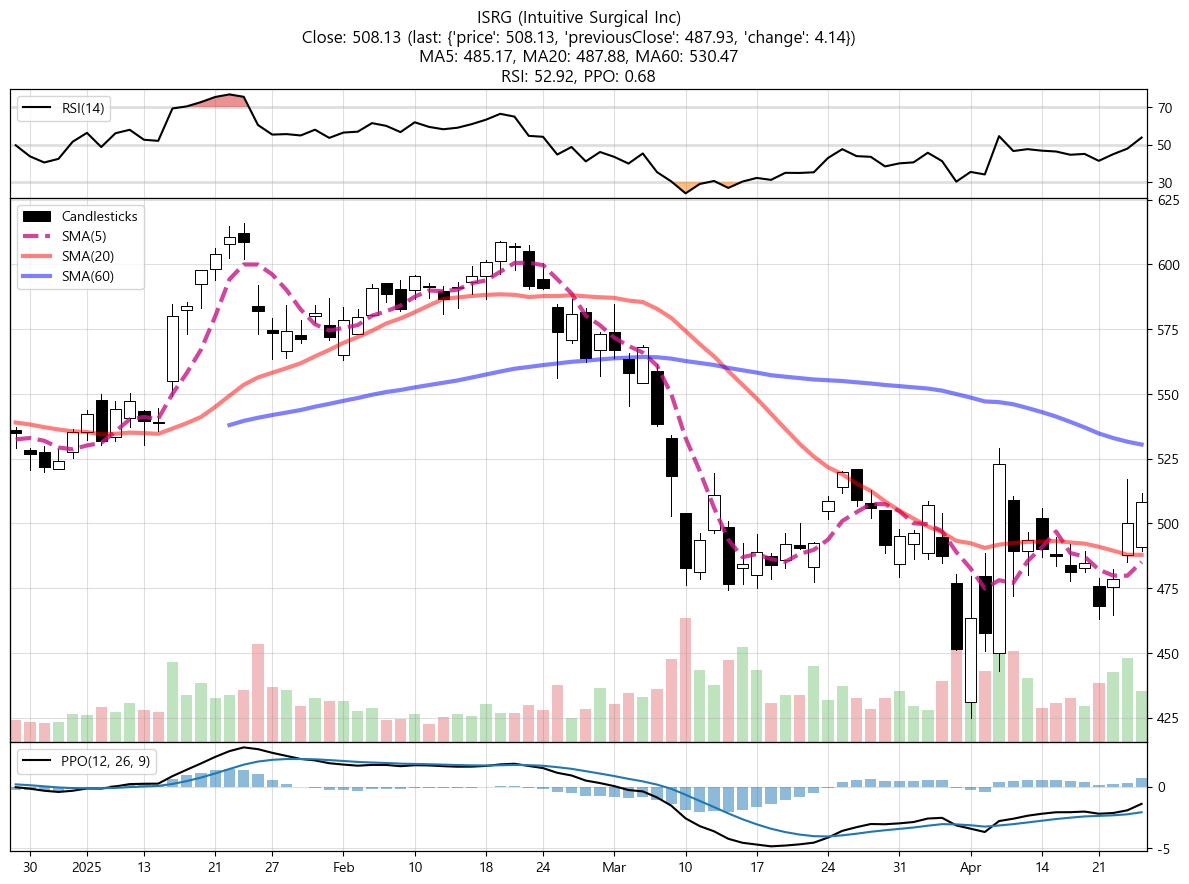 ISRG (Intuitive Surgical Inc)
Close: 508.13 (last: {'price': 508.13, 'previousClose': 487.93, 'change': 4.14})
MA5: 485.17, MA20: 487.88, MA60: 530.47
RSI: 52.92, PPO: 0.68
RSI(14)
70
50
30
Candlesticks
SMA(5)
SMA(20)
SMA(60)
625
600
575
550
525
500
475
450
425
PPO(12, 26, 9)
0
-5
30 2025 13 21 27 Feb 10 18 24 Mar 10 17 24 31 Apr 14 21